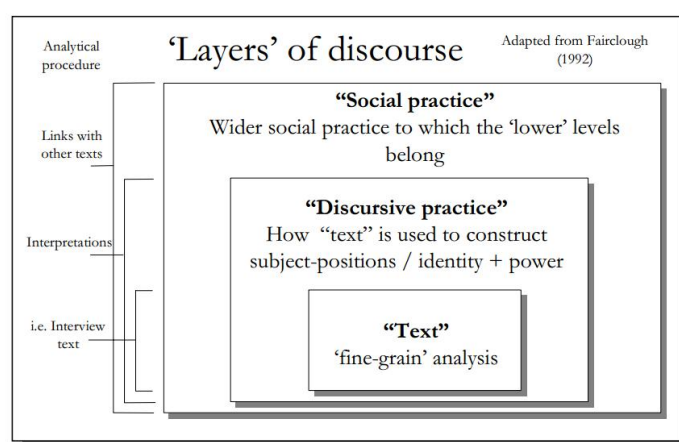 Analytical
procedure
‘Layers’ of discourse
Adapted from Fairclough
(1992)
“Social practice”
Wider social practice to which the ‘lower’ levels
belong
Links with
other texts
“Discursive practice”
How “text” is used to construct
subject-positions / identity + power
Interpretations
i.e. Interview
text
“Text”
‘fine-grain’ analysis